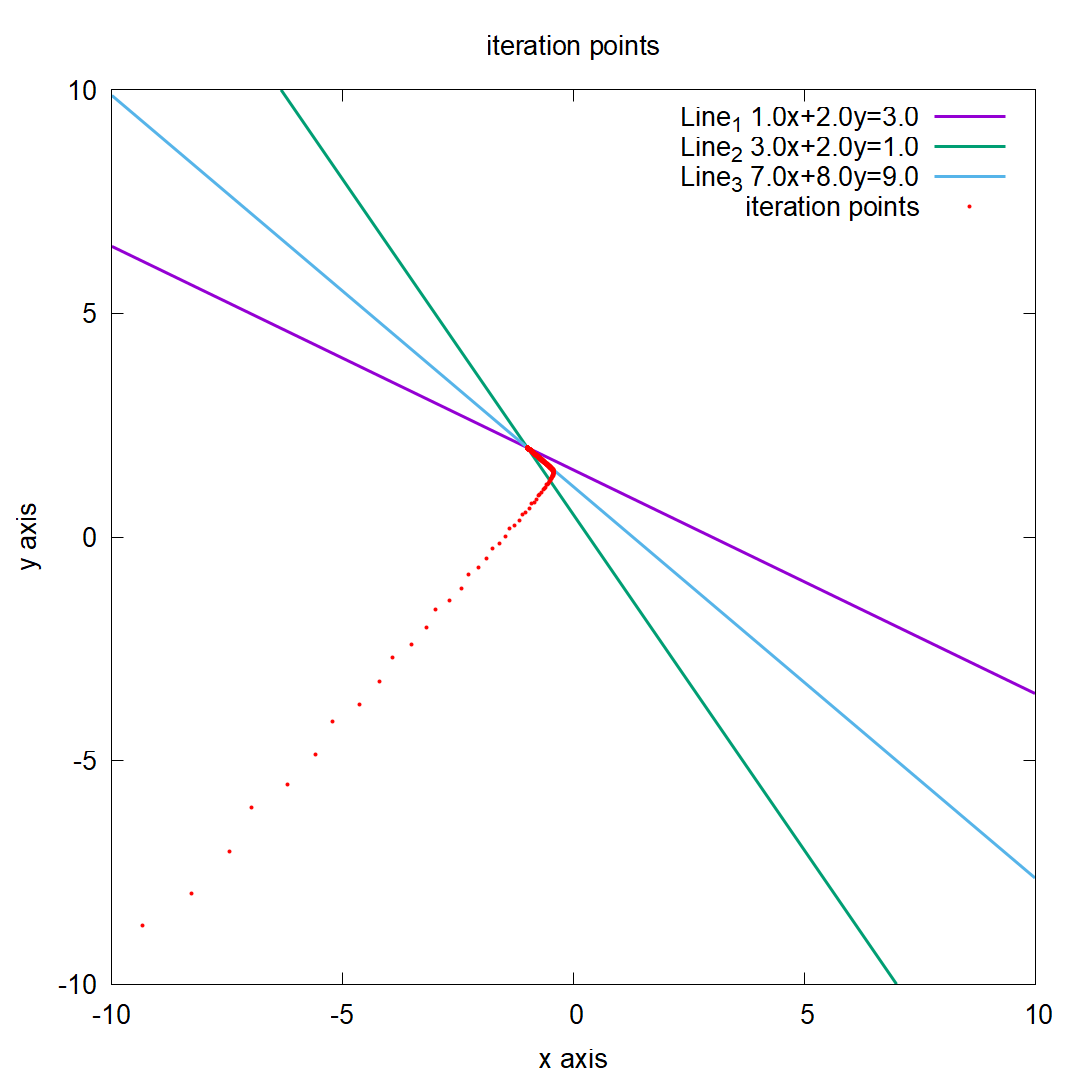 iteration points
Line1 1.0x+2.0y=3.0
Line2 3.0x+2.0y=1.0
Line3 7.0x+8.0y=9.0
iteration points
10
5
0
-5
-10
y axis
-10 -5 0 5 10
x axis